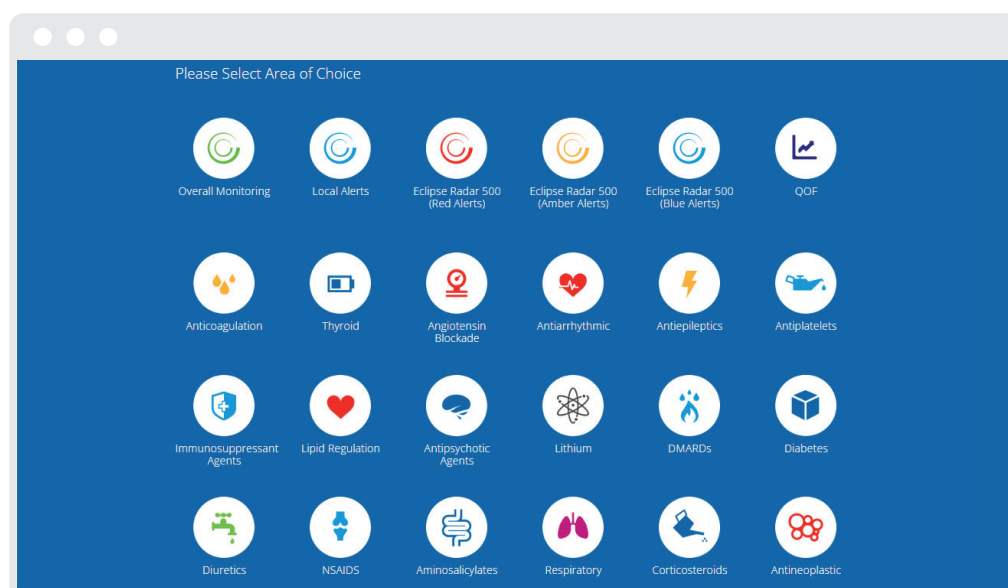 Please Select Area of Choice
Overall Monitoring
Local Alerts
Eclipse Radar 500
(Red Alerts)
Eclipse Radar 500
(Amber Alerts)
Eclipse Radar 500
(Blue Alerts)
QOF
Anticoagulation
Thyroid
Angiotensin
Blockade
Antiarrhythmic
Antiepileptics
Antiplatelets
Immunosuppressant
Agents
Lipid Regulation
Antipsychotic
Agents
Lithium
DMARDs
Diabetes
Diuretics
NSAIDS
Aminosalicylates
Respiratory
Corticosteroids
Antineoplastic